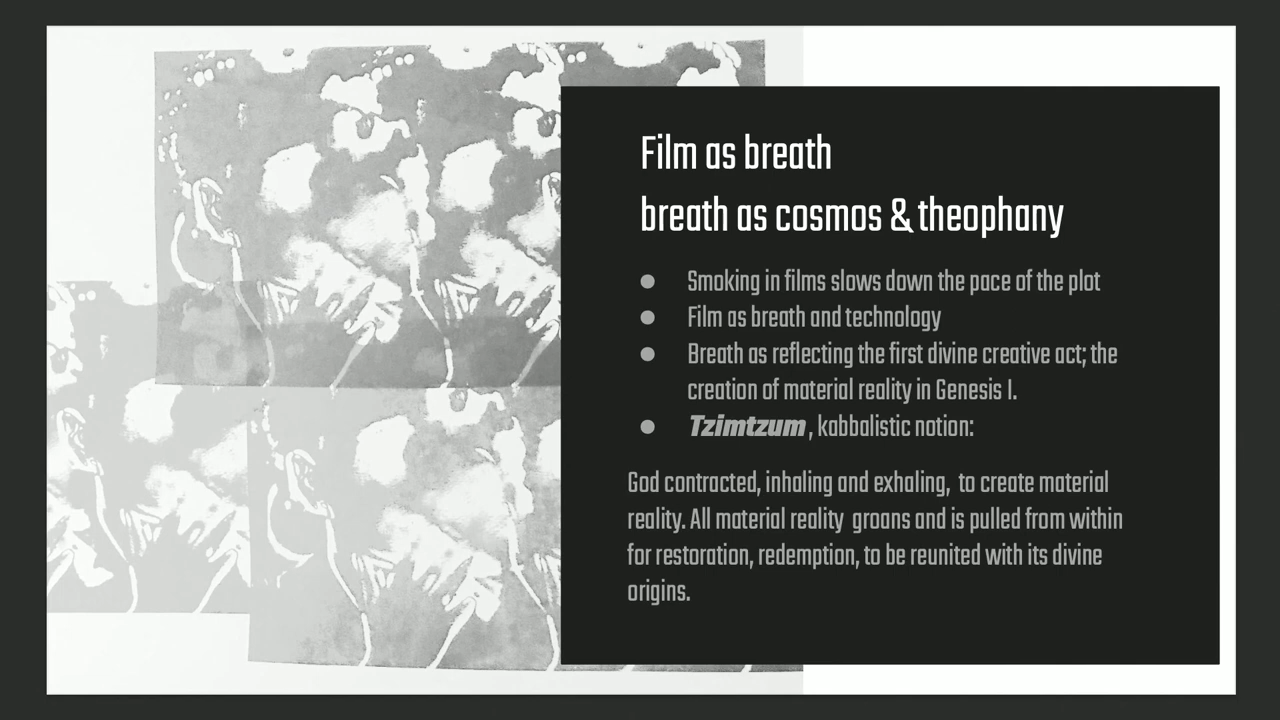 Film as breath
breath as cosmos & theophany
● Smoking in films slows down the pace of the plot
● Film as breath and technology
● Breath as reflecting the first divine creative act; the
creation of material reality in Genesis I.
● Tzimtzum, kabbalistic notion:
God contracted, inhaling and exhaling, to create material
reality. All material reality groans and is pulled from within
for restoration, redemption, to be reunited with its divine
origins.